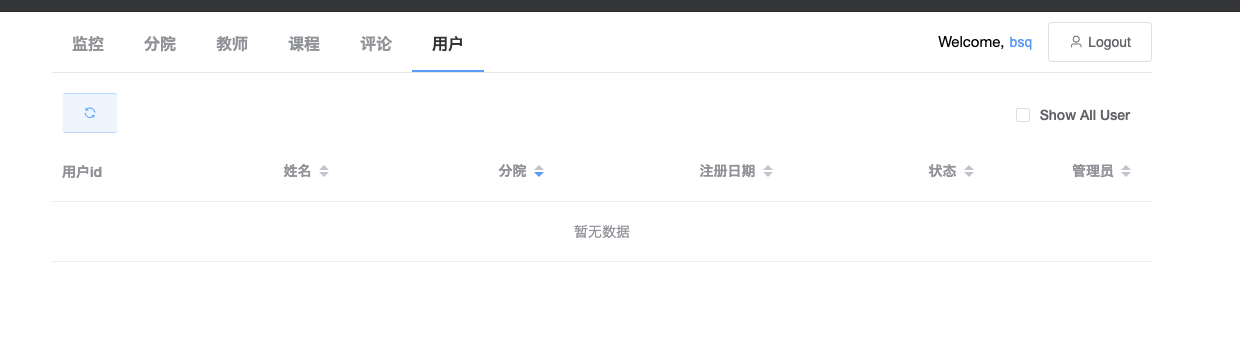 监控 分院 教师 课程 评论 用户 Welcome, bsq Logout
Show All User
用户id 姓名 分院 注册日期 状态 管理员
暂无数据